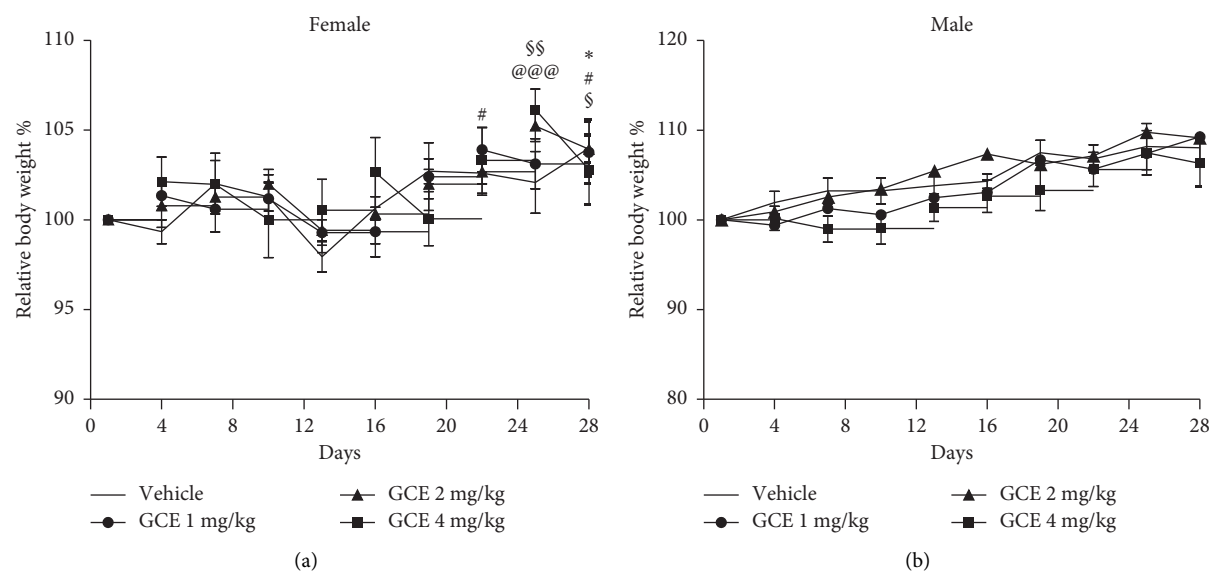 Female
110
105
100
95
90
Relative body weight %
0
4
8
12
16
20
24
28
Days
#
§§
@@@
*
#
§
Vehicle
GCE 1 mg/kg
GCE 2 mg/kg
GCE 4 mg/kg
(a)
Male
120
110
100
90
80
Relative body weight %
0
4
8
12
16
20
24
28
Days
Vehicle
GCE 1 mg/kg
GCE 2 mg/kg
GCE 4 mg/kg
(b)